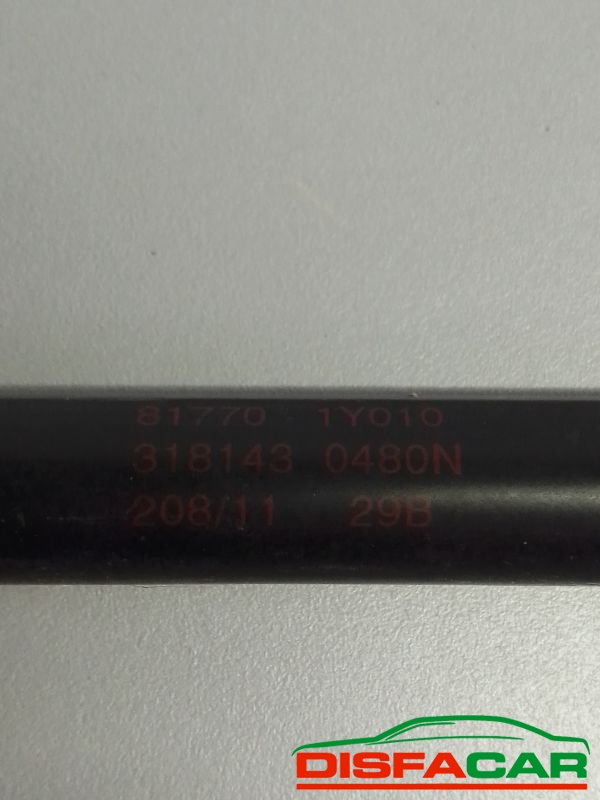 81770 1Y010
318143 0480N
208/11 29B
DISFACAR